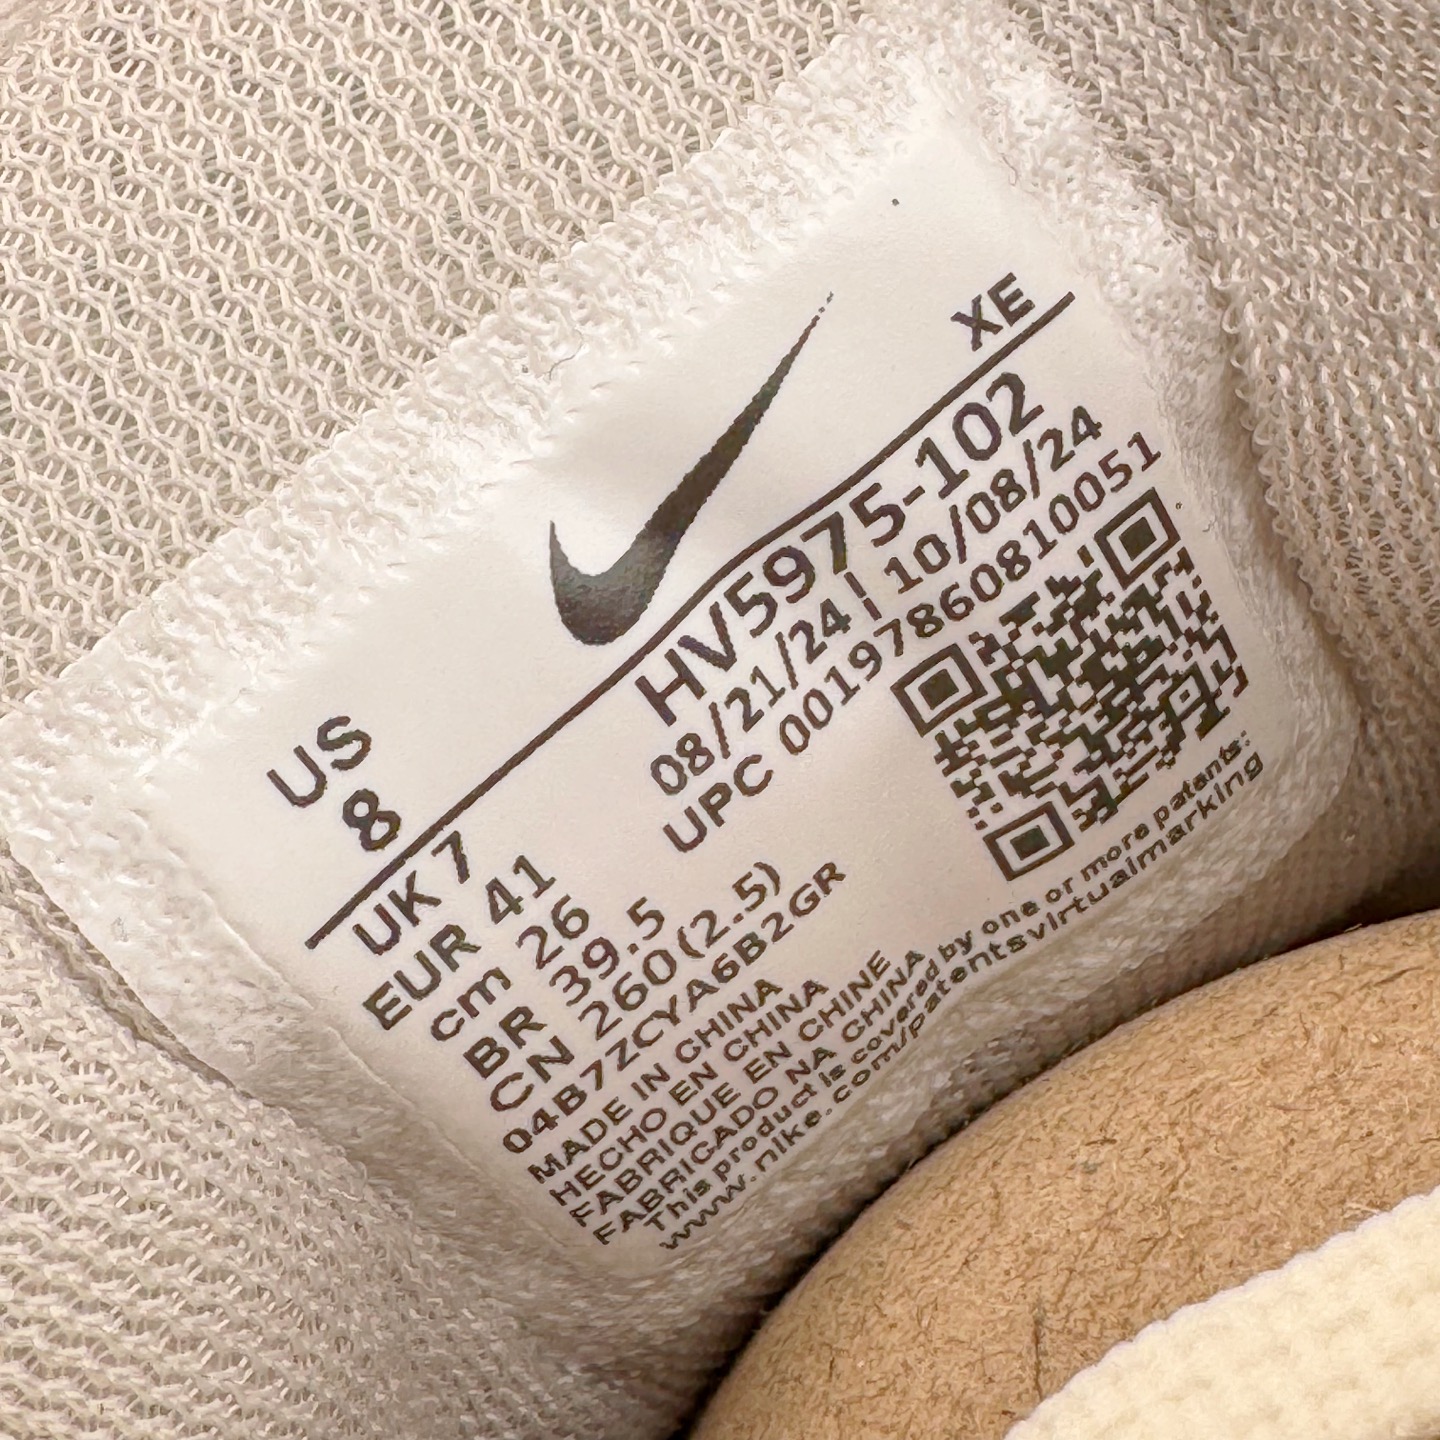 XE
US
8
HV5975-102
08/21/24 | 10/08/24
UPC 00197860810051
UK 7
EUR 41
cm 26
BR 39.5
CN 260(2.5)
04B7ZCYA6B2GR
MADE IN CHINA
HECHO EN CHINA
FABRIQUE EN CHINE
FABRICADO NA CHINA
This product is covered by one or more patents:
www.nike.com/patentsvirtualmarking